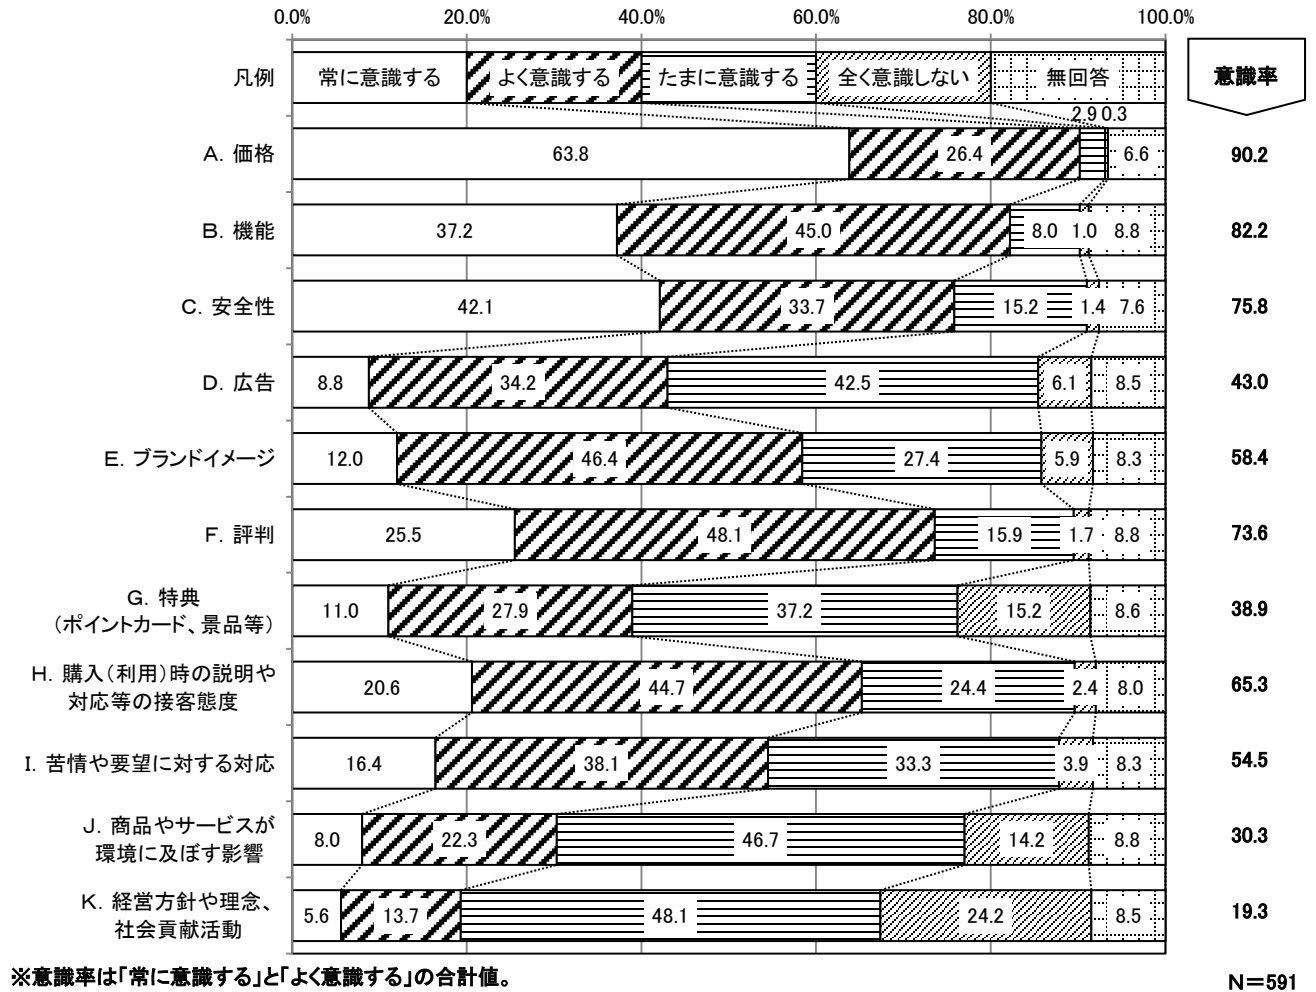 0.0% 20.0% 40.0% 60.0% 80.0% 100.0%
凡例 常に意識する よく意識する たまに意識する 全く意識しない 無回答 意識率
2.9 0.3
A. 価格 63.8 26.4 6.6 90.2
B. 機能 37.2 45.0 8.0 1.0 8.8 82.2
C. 安全性 42.1 33.7 15.2 1.4 7.6 75.8
D. 広告 8.8 34.2 42.5 6.1 8.5 43.0
E. ブランドイメージ 12.0 46.4 27.4 5.9 8.3 58.4
F. 評判 25.5 48.1 15.9 1.7 8.8 73.6
G. 特典
(ポイントカード、景品等) 11.0 27.9 37.2 15.2 8.6 38.9
H. 購入(利用)時の説明や
対応等の接客態度 20.6 44.7 24.4 2.4 8.0 65.3
I. 苦情や要望に対する対応 16.4 38.1 33.3 3.9 8.3 54.5
J. 商品やサービスが
環境に及ぼす影響 8.0 22.3 46.7 14.2 8.8 30.3
K. 経営方針や理念、
社会貢献活動 5.6 13.7 48.1 24.2 8.5 19.3
※意識率は「常に意識する」と「よく意識する」の合計値。
N=591